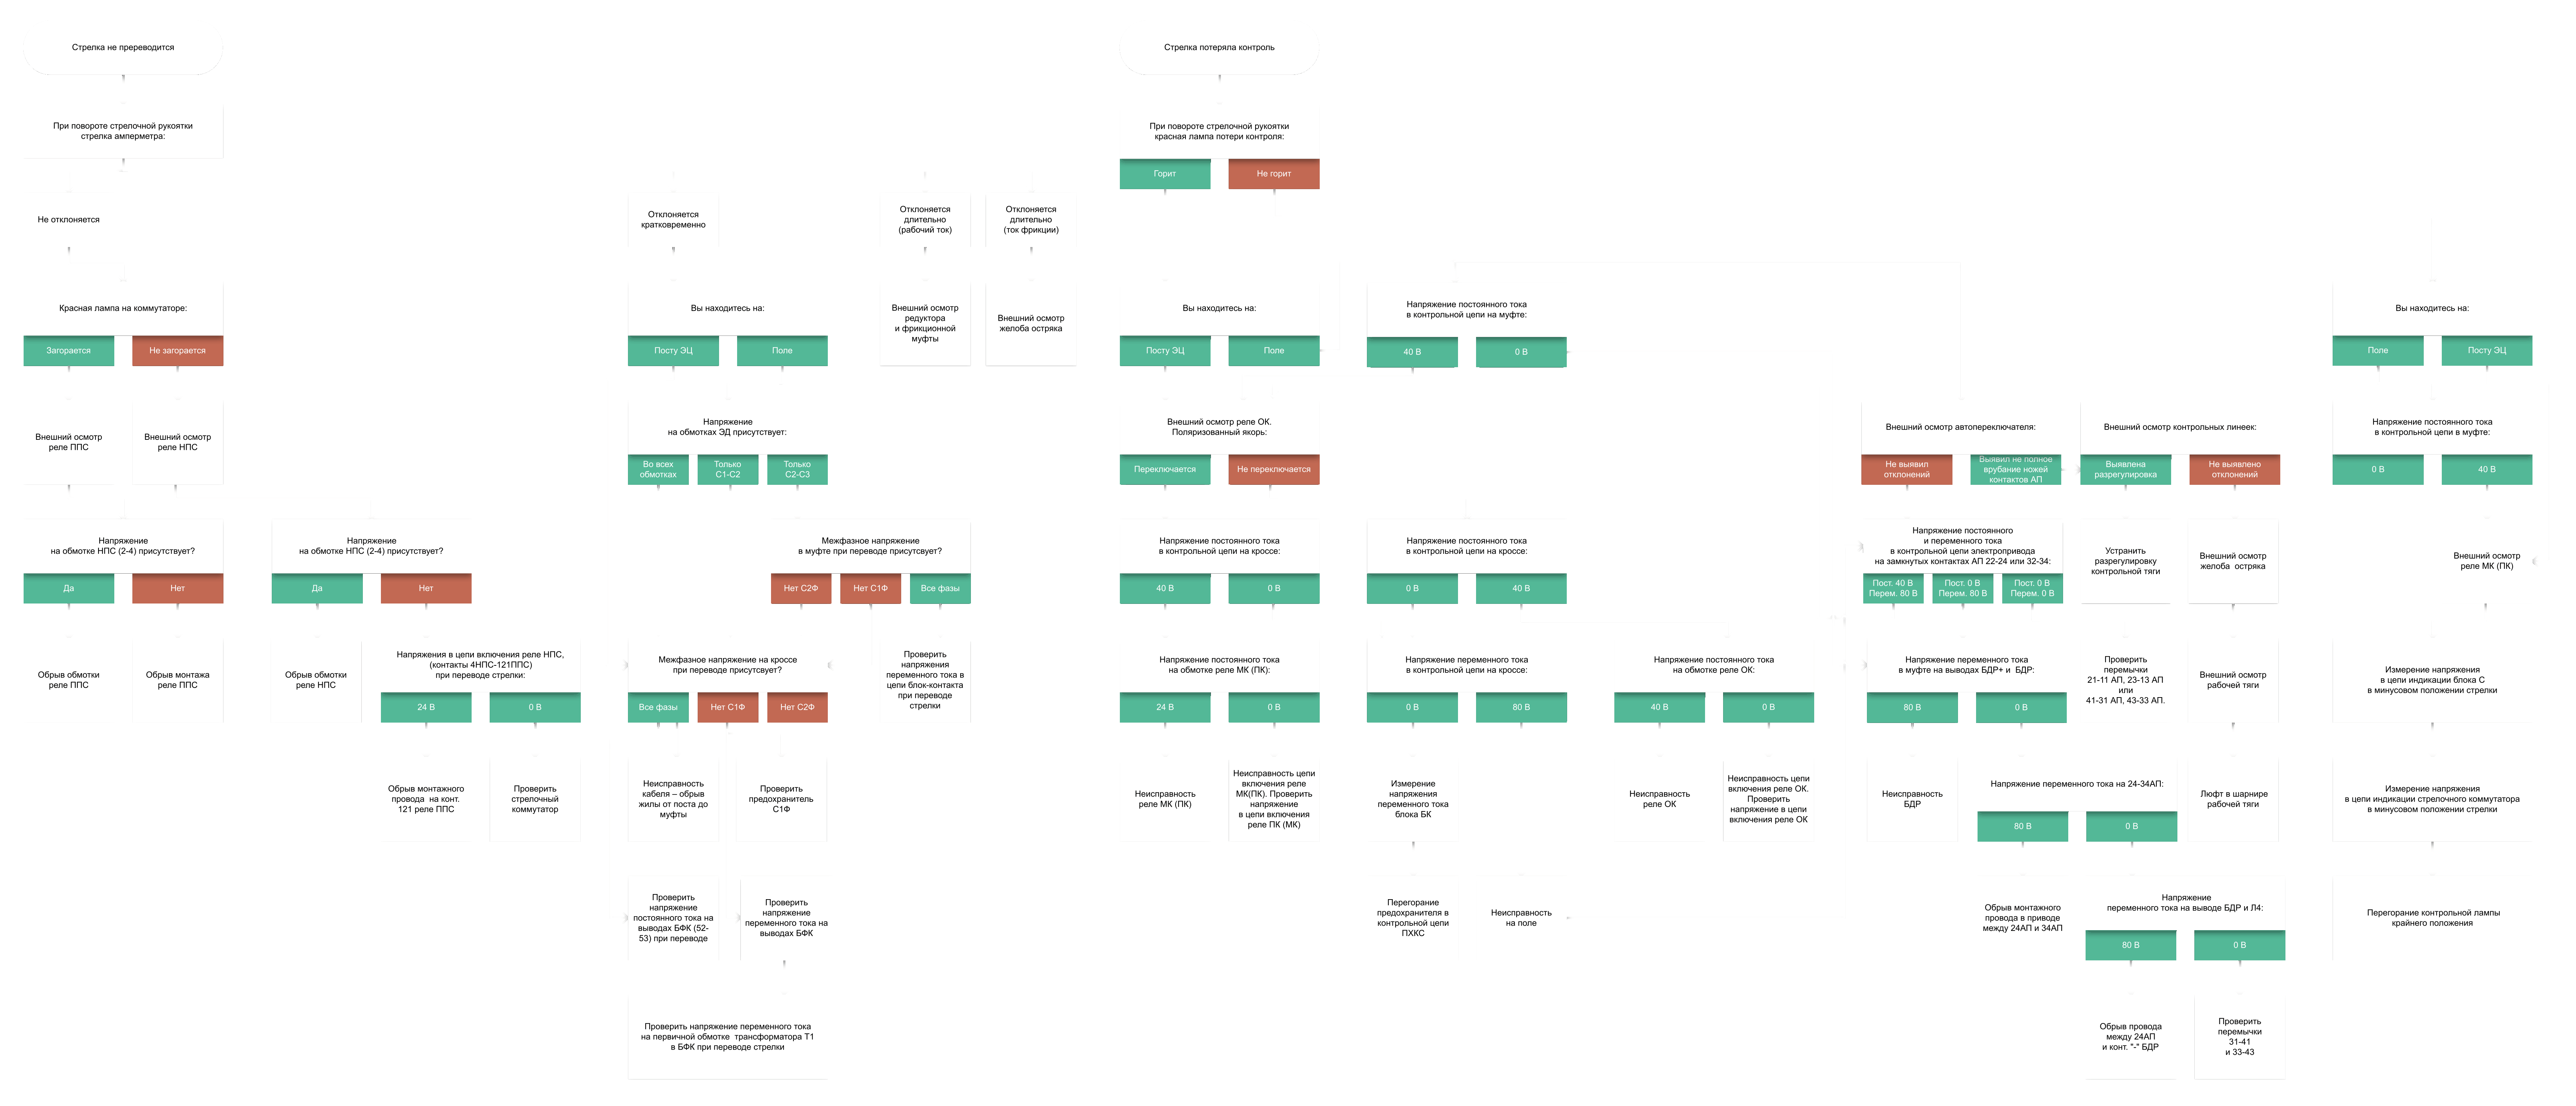 Стрелка не пререводится
При повороте стрелочной рукоятки
стрелка амперметра:
Не отклоняется
Красная лампа на коммутаторе:
Загорается
Не загорается
Внешний осмотр
реле ППС
Внешний осмотр
реле НПС
Напряжение
на обмотке НПС (2-4) присутствует?
Да
Нет
Обрыв обмотки
реле ППС
Обрыв монтажа
реле ППС
Напряжение
на обмотке НПС (2-4) присутствует?
Да
Нет
Обрыв обмотки
реле НПС
Напряжения в цепи включения реле НПС,
(контакты 4НПС-121ППС)
при переводе стрелки:
24 В
0 В
Обрыв монтажного
провода на конт.
121 реле ППС
Проверить
стрелочный
коммутатор
Отклоняется
кратковременно
Вы находитесь на:
Посту ЭЦ
Поле
Напряжение
на обмотках ЭД присутствует:
Во всех
обмотках
Только
С1-С2
Только
С2-С3
Межфазное напряжение
в муфте при переводе присутсвует?
Нет С2Ф
Нет С1Ф
Все фазы
Межфазное напряжение на кроссе
при переводе присутсвует?
Все фазы
Нет С1Ф
Нет С2Ф
Проверить
напряжения
переменного тока в
цепи блок-контакта
при переводе
стрелки
Неисправность
кабеля – обрыв
жилы от поста до
муфты
Проверить
предохранитель
С1Ф
Проверить
напряжение
постоянного тока на
выводах БФК (52-
53) при переводе
Проверить
напряжение
переменного тока на
выводах БФК
Проверить напряжение переменного тока
на первичной обмотке трансформатора Т1
в БФК при переводе стрелки
Отклоняется
длительно
(рабочий ток)
Отклоняется
длительно
(ток фрикции)
Внешний осмотр
редуктора
и фрикционной
муфты
Внешний осмотр
желоба остряка
Стрелка потеряла контроль
При повороте стрелочной рукоятки
красная лампа потери контроля:
Горит
Не горит
Вы находитесь на:
Посту ЭЦ
Поле
Напряжение постоянного тока
в контрольной цепи на муфте:
40 В
0 В
Внешний осмотр реле ОК.
Поляризованный якорь:
Переключается
Не переключается
Напряжение постоянного тока
в контрольной цепи на кроссе:
40 В
0 В
Напряжение постоянного тока
в контрольной цепи на кроссе:
0 В
40 В
Напряжение постоянного тока
на обмотке реле МК (ПК):
24 В
0 В
Напряжение переменного тока
в контрольной цепи на кроссе:
0 В
80 В
Напряжение постоянного тока
на обмотке реле ОК:
40 В
0 В
Неисправность
реле МК (ПК)
Неисправность цепи
включения реле
МК(ПК). Проверить
напряжение
в цепи включения
реле ПК (МК)
Измерение
напряжения
переменного тока
блока БК
Неисправность
реле ОК
Неисправность цепи
включения реле ОК.
Проверить
напряжение в цепи
включения реле ОК
Перегорание
предохранителя в
контрольной цепи
ПХКС
Неисправность
на поле
Внешний осмотр автопереключателя:
Не выявил
отклонений
Выявил не полное
врубание ножей
контактов АП
Внешний осмотр контрольных линеек:
Выявлена
разрегулировка
Не выявлено
отклонений
Напряжение постоянного
и переменного тока
в контрольной цепи электропривода
на замкнутых контактах АП 22-24 или 32-34:
Пост. 40 В
Перем. 80 В
Пост. 0 В
Перем. 80 В
Пост. 0 В
Перем. 0 В
Устранить
разрегулировку
контрольной тяги
Внешний осмотр
желоба остряка
Напряжение переменного тока
в муфте на выводах БДР+ и БДР:
80 В
0 В
Проверить
перемычки
21-11 АП, 23-13 АП
или
41-31 АП, 43-33 АП.
Внешний осмотр
рабочей тяги
Неисправность
БДР
Напряжение переменного тока на 24-34АП:
80 В
0 В
Люфт в шарнире
рабочей тяги
Обрыв монтажного
провода в приводе
между 24АП и 34АП
Напряжение
переменного тока на выводе БДР и Л4:
80 В
0 В
Обрыв провода
между 24АП
и конт. "-" БДР
Проверить
перемычки
31-41
и 33-43
Вы находитесь на:
Поле
Посту ЭЦ
Напряжение постоянного тока
в контрольной цепи в муфте:
0 В
40 В
Внешний осмотр
реле МК (ПК)
Измерение напряжения
в цепи индикации блока С
в минусовом положении стрелки
Измерение напряжения
в цепи индикации стрелочного коммутатора
в минусовом положении стрелки
Перегорание контрольной лампы
крайнего положения